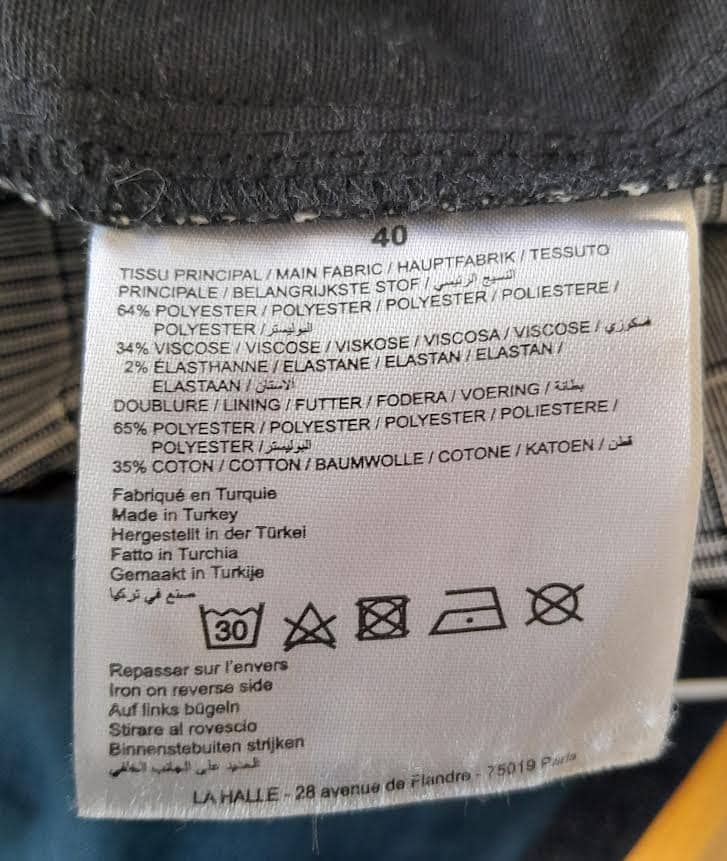 40
TISSU PRINCIPAL / MAIN FABRIC / HAUPTFABRIK / TESSUTO
PRINCIPALE / BELANGRIJKSTE STOF / النسيج الرئيسي
64% POLYESTER / POLYESTER / POLYESTER / POLIESTERE /
POLYESTER / البوليستر
34% VISCOSE / VISCOSE / VISKOSE / VISCOSA / VISCOSE / فسكوزي
2% ÉLASTHANNE / ELASTANE / ELASTAN / ELASTAN /
ELASTAAN / الاستان
DOUBLURE / LINING / FUTTER / FODERA / VOERING / بطانة
65% POLYESTER / POLYESTER / POLYESTER / POLIESTERE /
POLYESTER / البوليستر
35% COTON / COTTON / BAUMWOLLE / COTONE / KATOEN / قطن
Fabriqué en Turquie
Made in Turkey
Hergestellt in der Türkei
Fatto in Turchia
Gemaakt in Turkije
صنع في تركيا
30
Repasser sur l'envers
Iron on reverse side
Auf links bügeln
Stirare al rovescio
Binnenstebuiten strijken
على الجانب الخلفي
LA HALLE - 28 avenue de Flandre - 75019 Paris